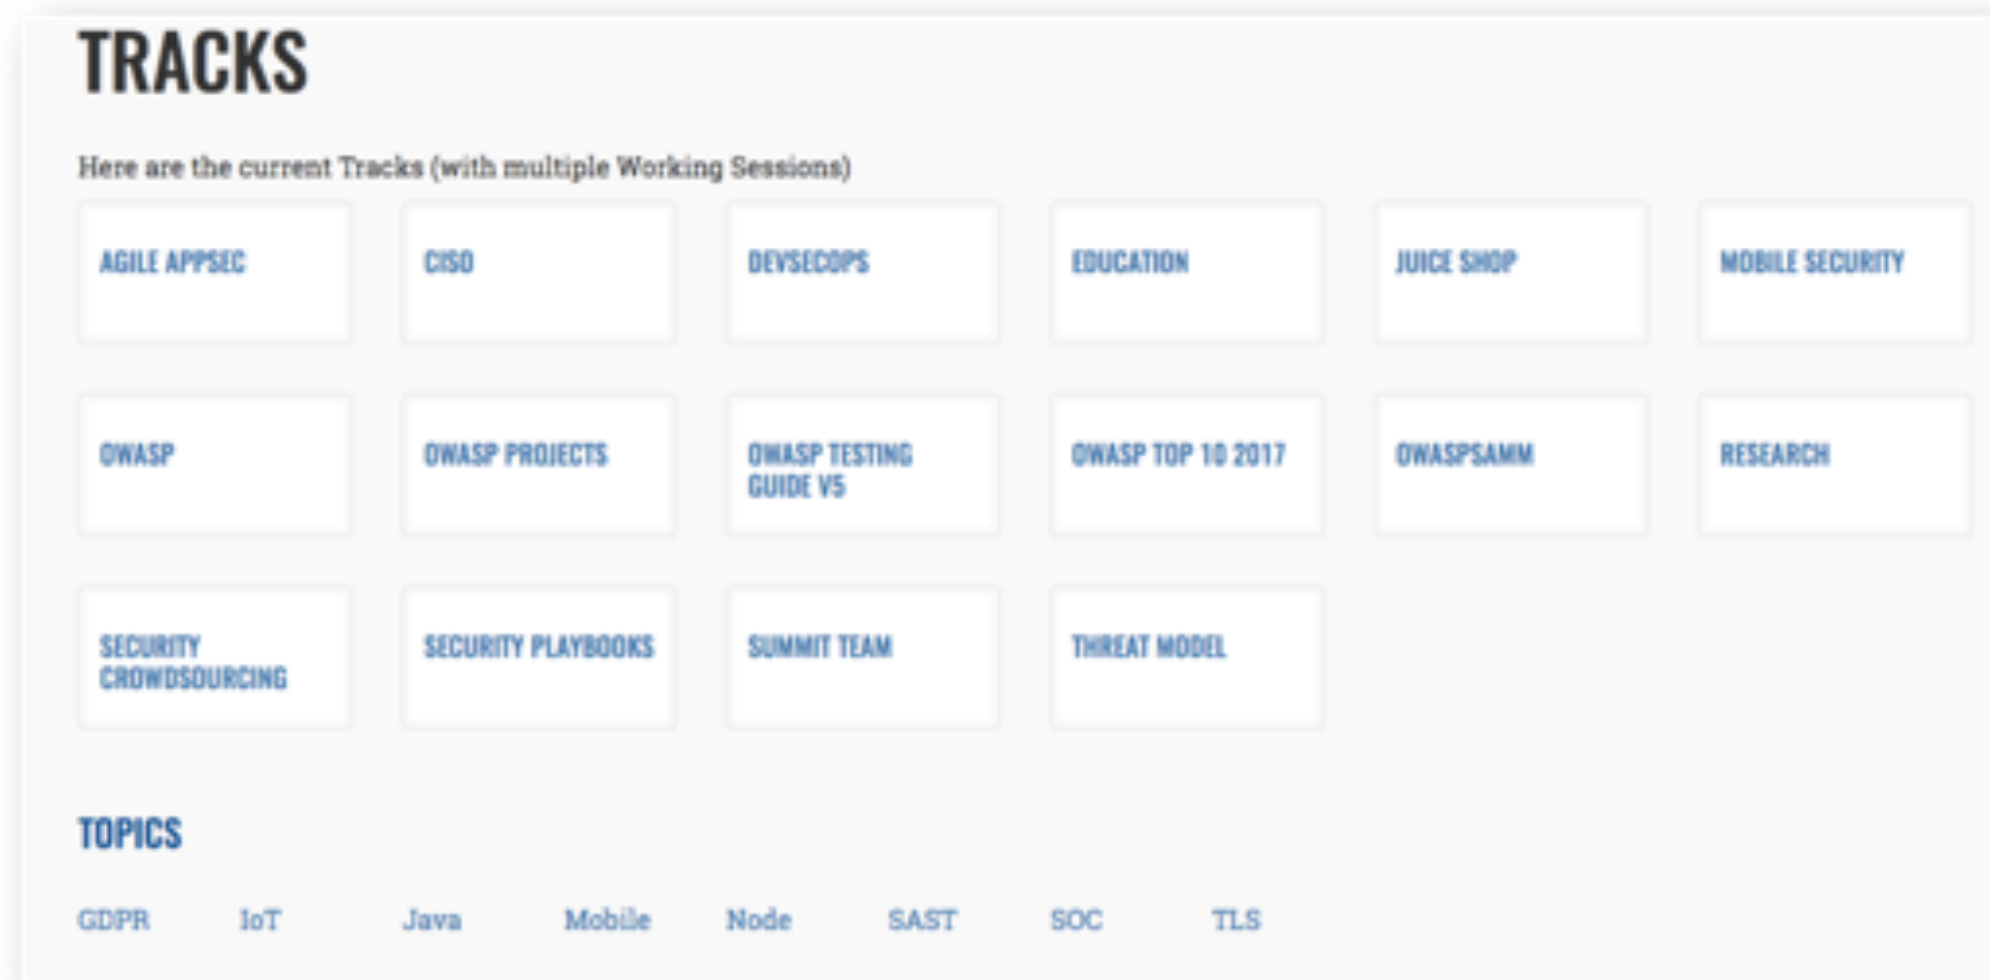 TRACKS
Here are the current Tracks (with multiple Working Sessions)
AGILE APPSEC
CISO
DEVSECOPS
EDUCATION
JUICE SHOP
MOBILE SECURITY
OWASP
OWASP PROJECTS
OWASP TESTING
GUIDE V5
OWASP TOP 10 2017
OWASPSAMM
RESEARCH
SECURITY
CROWDSOURCING
SECURITY PLAYBOOKS
SUMMIT TEAM
THREAT MODEL
TOPICS
GDPR IoT Java Mobile Node SAST SOC TLS